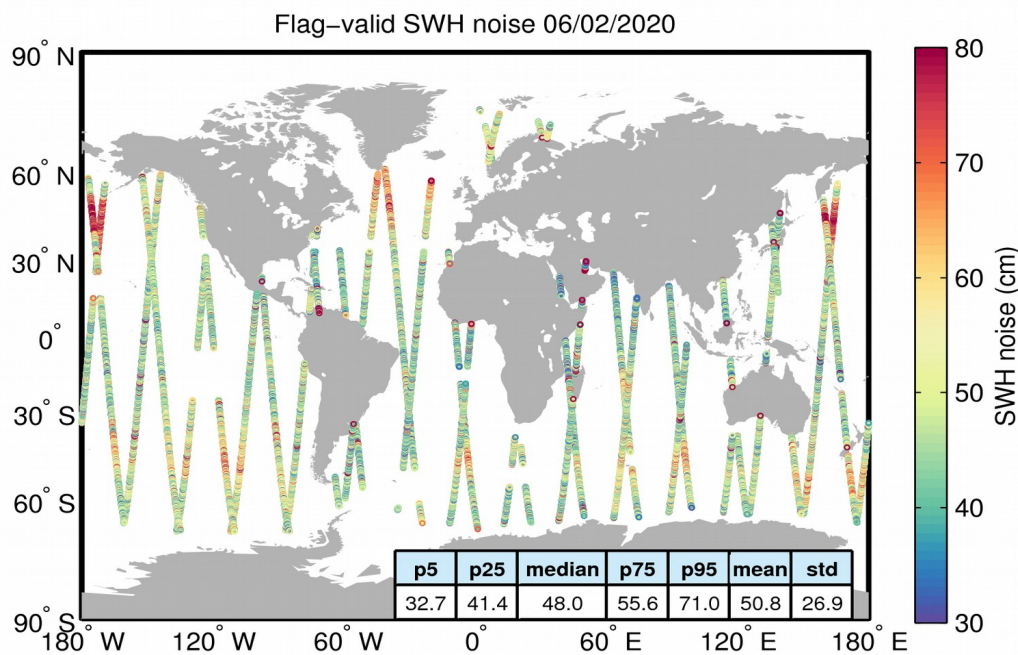 Flag−valid SWH noise 06/02/2020
90° N
60° N
30° N
0°
30° S
60° S
90° S
180° W
120° W
60° W
0°
60° E
120° E
180° E
80
70
60
50
40
30
SWH noise (cm)
p5 p25 median p75 p95 mean std
32.7 41.4 48.0 55.6 71.0 50.8 26.9